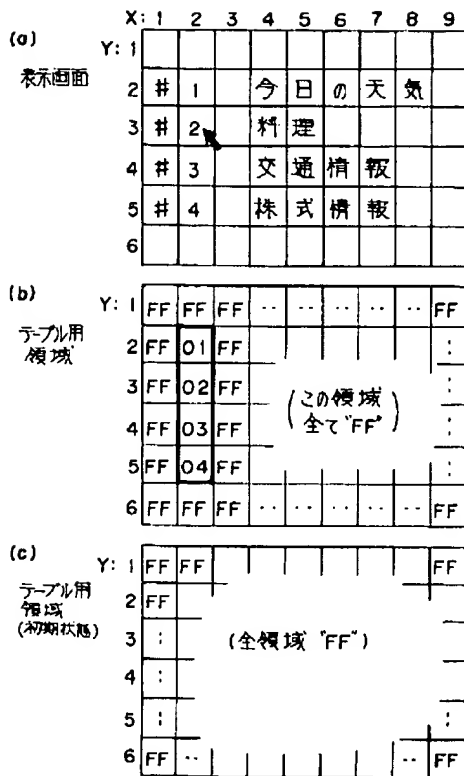 X: 1 2 3 4 5 6 7 8 9
(a) Y: 1
表示画面
2 # 1 今日の天気
3 # 2 料理
4 # 3 交通情報
5 # 4 株式情報
6
(b) Y: 1 FF FF FF ‥ ‥ ‥ ‥ ‥ FF
テーブル用
領域
2 FF 01 FF :
3 FF 02 FF (この領域 :
4 FF 03 FF 全て"FF") :
5 FF 04 FF :
6 FF FF FF ‥ ‥ ‥ ‥ ‥ FF
(c) Y: 1 FF FF FF
テーブル用
領域
(初期状態)
2 FF
3 : (全領域 "FF") :
4 : :
5 : :
6 FF ‥ ‥ FF